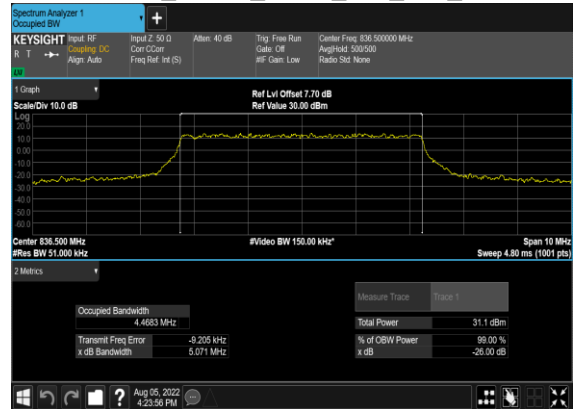 Spectrum Analyzer 1
Occupied BW
KEYSIGHT Input: RF Input Z: 50 Ω Atten: 40 dB Trig: Free Run Center Freq: 836.500000 MHz
R T Coupling: DC Corr CCorr Gate: Off Avg|Hold: 500/500
Align: Auto Freq Ref: Int (S) #IF Gain: Low Radio Std: None
LW
1 Graph Ref Lvl Offset 7.70 dB
Scale/Div 10.0 dB Ref Value 30.00 dBm
Log
20.0
10.0
0.00
-10.0
-20.0
-30.0
-40.0
-50.0
-60.0
Center 836.500 MHz #Video BW 150.00 kHz* Span 10 MHz
#Res BW 51.000 kHz Sweep 4.80 ms (1001 pts)
2 Metrics
Measure Trace Trace 1
Occupied Bandwidth
4.4683 MHz Total Power 31.1 dBm
Transmit Freq Error -9.205 kHz % of OBW Power 99.00 %
x dB Bandwidth 5.071 MHz x dB -26.00 dB
? Aug 05, 2022
4:23:56 PM